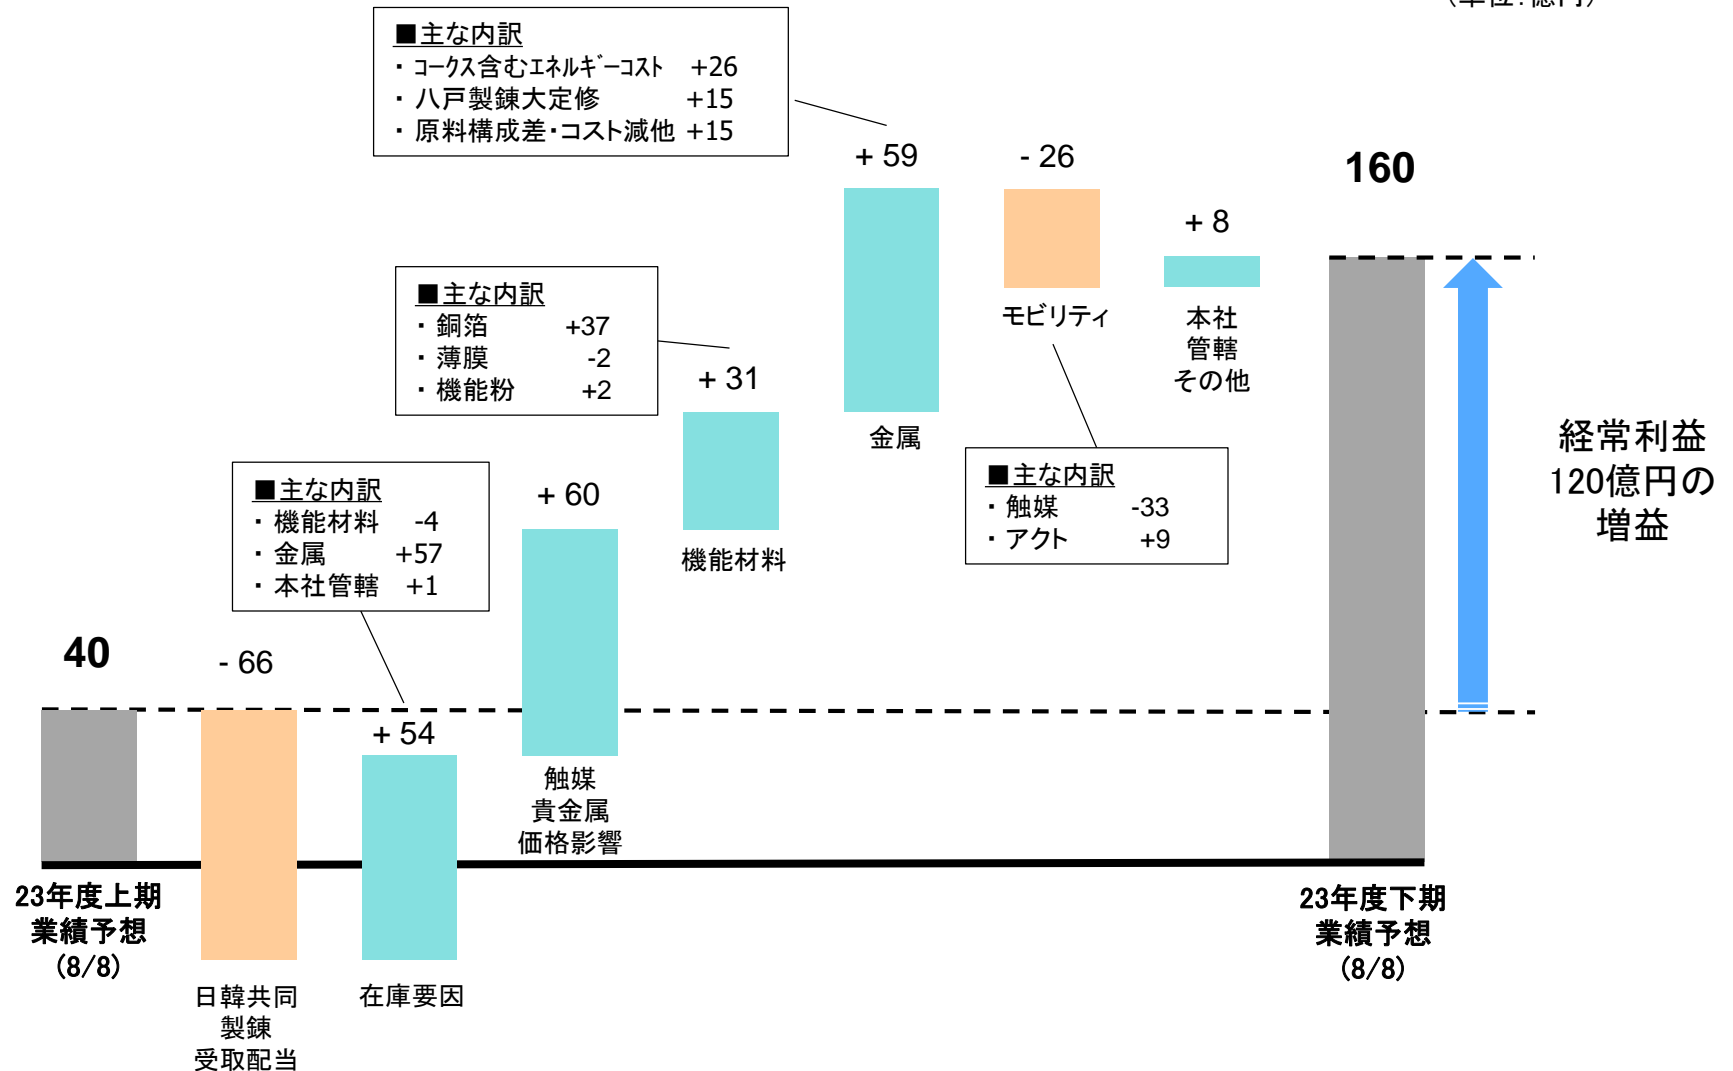 (単位:億円)
■主な内訳
・ コークス含むエネルギーコスト +26
・ 八戸製錬大定修 +15
・ 原料構成差・コスト減他 +15
+ 59
- 26
160
+ 8
■主な内訳
・ 銅箔 +37
・ 薄膜 -2
・ 機能粉 +2
+ 31
モビリティ
本社
管轄
その他
金属
■主な内訳
・ 触媒 -33
・ アクト +9
経常利益
120億円の
増益
■主な内訳
・ 機能材料 -4
・ 金属 +57
・ 本社管轄 +1
+ 60
機能材料
40
- 66
+ 54
触媒
貴金属
価格影響
23年度上期
業績予想
(8/8)
23年度下期
業績予想
(8/8)
日韓共同
製錬
受取配当
在庫要因